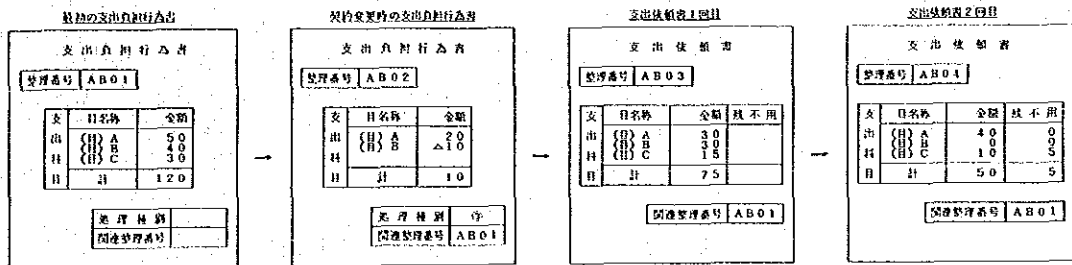 最初の支出負担行為書
支出負担行為書
整理番号 AB01
支出科目 目名称 金額
(目) A 50
(目) B 40
(目) C 30
計 120
処理種別
関連整理番号
→
契約変更時の支出負担行為書
支出負担行為書
整理番号 AB02
支出科目 目名称 金額
(目) A 20
(目) B △10
計 10
処理種別
関連整理番号 AB01
→
支出依頼書1回目
支出依頼書
整理番号 AB03
支出科目 目名称 金額 残不用
(目) A 30
(目) B 30
(目) C 15
計 75
関連整理番号 AB01
→
支出依頼書2回目
支出依頼書
整理番号 AB04
支出科目 目名称 金額 残不用
(目) A 40 0
(目) B 0 0
(目) C 10 5
計 50 5
関連整理番号 AB01